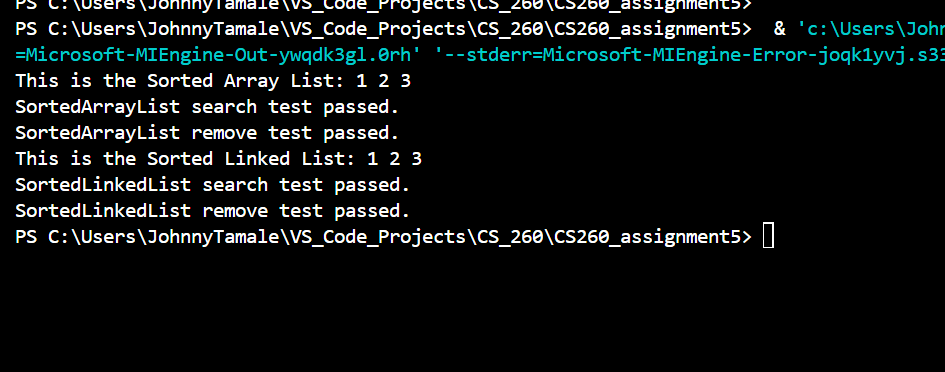 PS C:\Users\JohnnyTamale\VS_Code_Projects\CS_260\CS260_assignment5>
PS C:\Users\JohnnyTamale\VS_Code_Projects\CS_260\CS260_assignment5>  & 'c:\Users\John
=Microsoft-MIEngine-Out-ywqdk3gl.0rh' '--stderr=Microsoft-MIEngine-Error-joqk1yvj.s33
This is the Sorted Array List: 1 2 3
SortedArrayList search test passed.
SortedArrayList remove test passed.
This is the Sorted Linked List: 1 2 3
SortedLinkedList search test passed.
SortedLinkedList remove test passed.
PS C:\Users\JohnnyTamale\VS_Code_Projects\CS_260\CS260_assignment5>